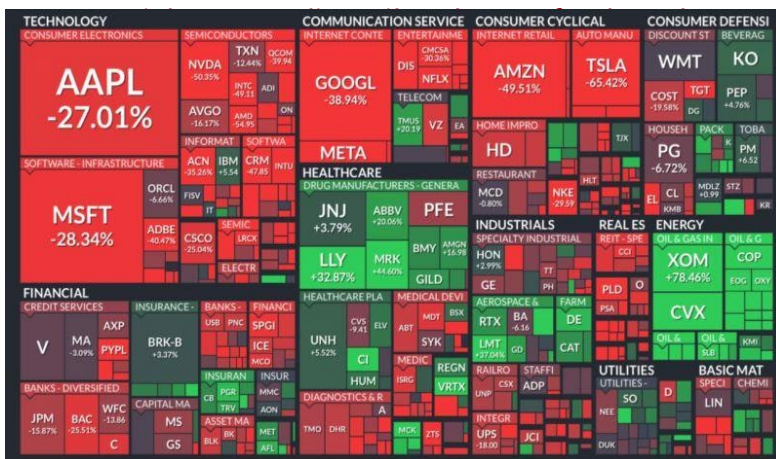 TECHNOLOGY
CONSUMER ELECTRONICS
AAPL
-27.01%
SEMICONDUCTORS
NVDA
-50.35%
TXN
-12.44%
QCOM
-39.94
INTC
-49.11
ADI
AVGO
-16.17%
AMD
-54.95
ON
SOFTWARE - INFRASTRUCTURE
MSFT
-28.34%
ORCL
-6.66%
ADBE
-40.47%
INFORMAT
ACN
-35.26%
IBM
+5.54
FISV
IT
SOFTWA
CRM
-47.85
INTU
CSCO
-25.04%
SEMIC
LRCX
ELECTR
COMMUNICATION SERVICE
INTERNET CONTE
GOOGL
-38.94%
META
ENTERTAINME
DIS
CMCSA
-30.36%
NFLX
TELECOM
TMUS
+20.19
VZ
EA
CONSUMER CYCLICAL
INTERNET RETAIL
AMZN
-49.51%
AUTO MANU
TSLA
-65.42%
HOME IMPRO
HD
TJX
RESTAURANT
MCD
-0.80%
HLT
NKE
-29.59
CONSUMER DEFENSI
DISCOUNT ST
WMT
COST
-19.58%
TGT
DG
BEVERAG
KO
PEP
+4.76%
HOUSEH
PG
-6.72%
EL
CL
KMB
PACK
K
MDLZ
+0.99
STZ
TOBA
PM
+6.52
KR
HEALTHCARE
DRUG MANUFACTURERS - GENERA
JNJ
+3.79%
ABBV
+20.06%
PFE
LLY
+32.87%
MRK
+44.60%
BMY
AMGN
+16.98
GILD
HEALTHCARE PLA
UNH
+5.52%
CVS
-9.41
ELV
CI
HUM
MEDICAL DEVI
ABT
MDT
BSX
SYK
MEDIC
ISRG
REGN
VRTX
DIAGNOSTICS & R
TMO
DHR
A
MCK
ZTS
INDUSTRIALS
SPECIALTY INDUSTRIAL
HON
+2.99%
GE
TT
PH
AEROSPACE &
RTX
BA
-6.16
LMT
+37.04%
GD
FARM
DE
CAT
RAILRO
UNP
CSX
STAFFI
ADP
INTEGR
UPS
-18.00
JCI
REAL ES
REIT - SPE
CCI
PLD
O
PSA
ENERGY
OIL & GAS IN
XOM
+78.46%
CVX
OIL & G
COP
EOG
OXY
OIL &
OIL &
SLB
KMI
UTILITIES
UTILITIES -
NEE
SO
DUK
D
BASIC MAT
SPECI
LIN
CHEMI
FINANCIAL
CREDIT SERVICES
V
MA
-3.09%
AXP
PYPL
INSURANCE -
BRK-B
+3.37%
BANKS -
USB
PNC
FINANCI
SPGI
ICE
MCO
BANKS - DIVERSIFIED
JPM
-15.87%
BAC
-25.51%
WFC
-13.86
C
CAPITAL MA
MS
GS
INSURAN
CB
PGR
TRV
INSUR
MMC
AON
ASSET MA
BLK
BK
MET
AFL